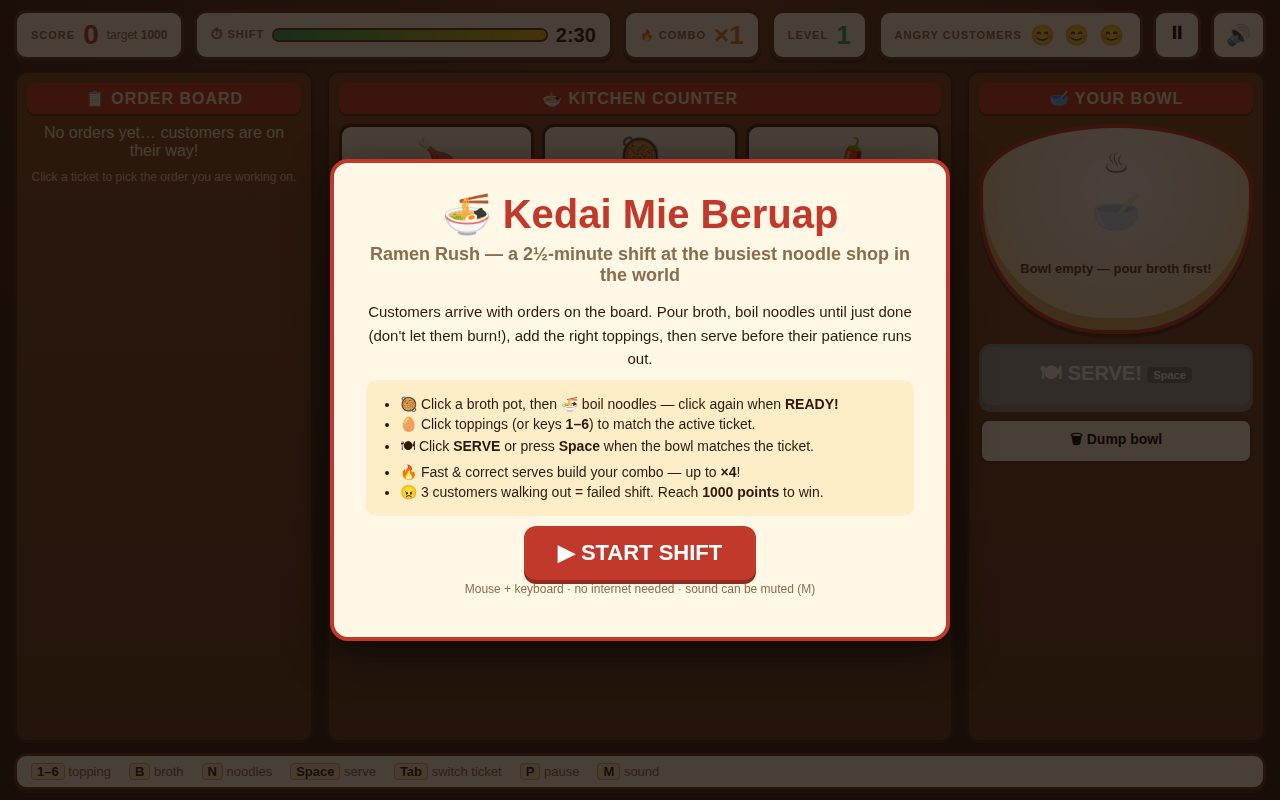 SCORE 0 target 1000
SHIFT 2:30
COMBO ×1
LEVEL 1
ANGRY CUSTOMERS
ORDER BOARD
No orders yet… customers are on
their way!
Click a ticket to pick the order you are working on.
KITCHEN COUNTER
YOUR BOWL
Bowl empty — pour broth first!
SERVE! Space
Dump bowl
Kedai Mie Beruap
Ramen Rush — a 2½-minute shift at the busiest noodle shop in
the world
Customers arrive with orders on the board. Pour broth, boil noodles until just done
(don't let them burn!), add the right toppings, then serve before their patience runs
out.
• Click a broth pot, then boil noodles — click again when READY!
• Click toppings (or keys 1–6) to match the active ticket.
• Click SERVE or press Space when the bowl matches the ticket.
• Fast & correct serves build your combo — up to ×4!
• 3 customers walking out = failed shift. Reach 1000 points to win.
▶ START SHIFT
Mouse + keyboard · no internet needed · sound can be muted (M)
1–6 topping B broth N noodles Space serve Tab switch ticket P pause M sound